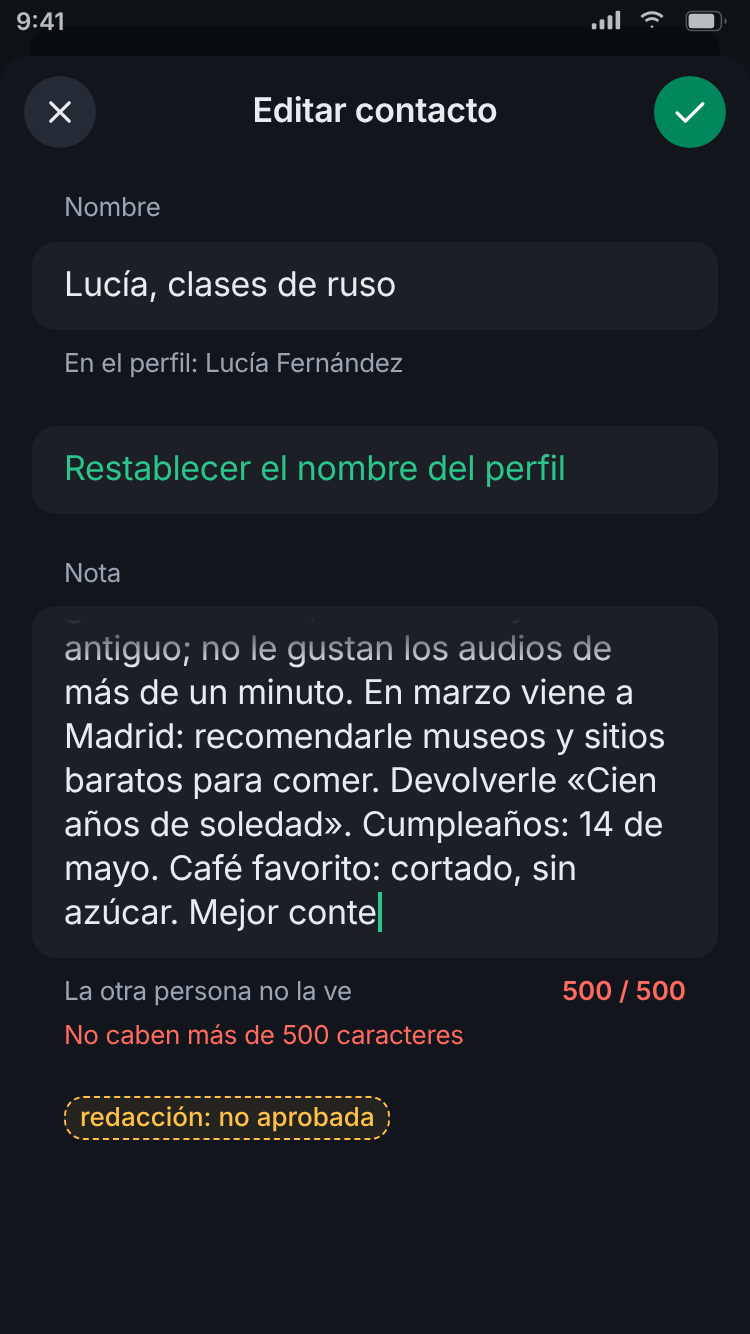 9:41
Editar contacto
Nombre
Lucía, clases de ruso
En el perfil: Lucía Fernández
Restablecer el nombre del perfil
Nota
antiguo; no le gustan los audios de
más de un minuto. En marzo viene a
Madrid: recomendarle museos y sitios
baratos para comer. Devolverle «Cien
años de soledad». Cumpleaños: 14 de
mayo. Café favorito: cortado, sin
azúcar. Mejor conte
La otra persona no la ve
500 / 500
No caben más de 500 caracteres
redacción: no aprobada